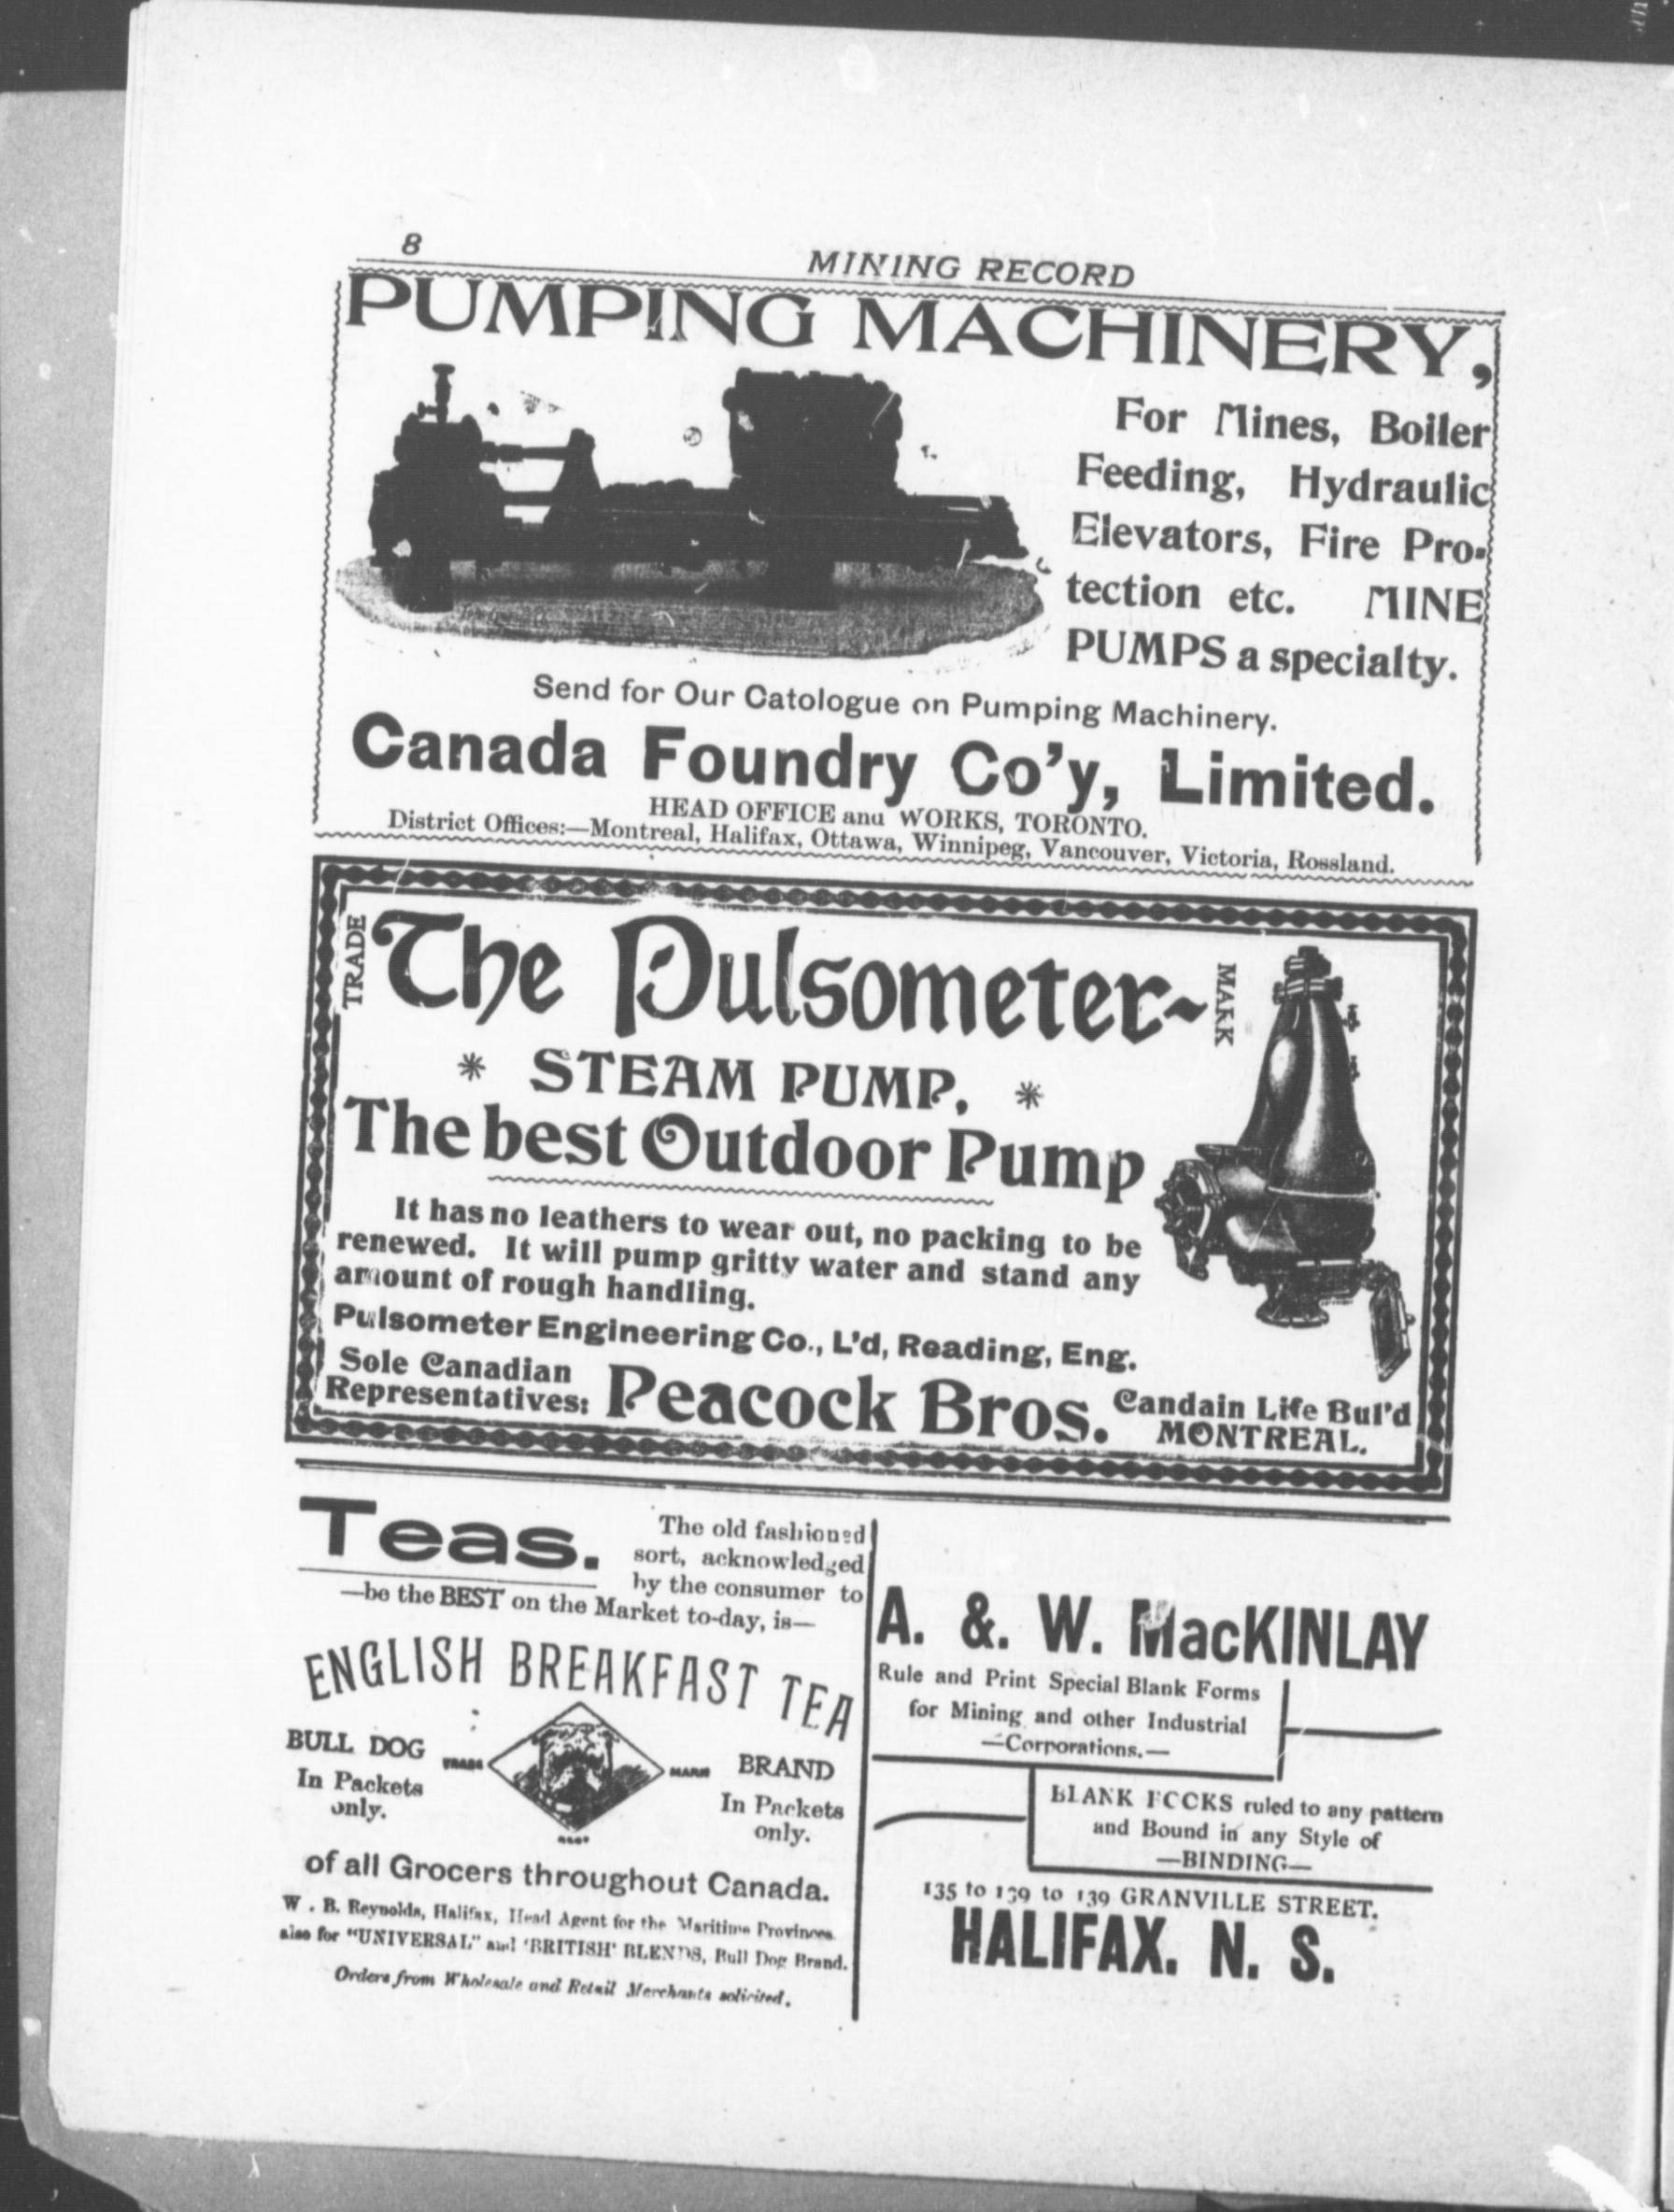 8
MINING RECORD
PUMPING MACHINERY,
For Mines, Boiler
Feeding, Hydraulic
Elevators, Fire Pro-
tection etc. MINE
PUMPS a specialty.
Send for Our Catologue on Pumping Machinery.
Canada Foundry Co'y, Limited.
HEAD OFFICE and WORKS, TORONTO.
District Offices:—Montreal, Halifax, Ottawa, Winnipeg, Vancouver, Victoria, Rossland.
TRADE
The Pulsometer~
MARK
* STEAM PUMP, *
The best Outdoor Pump
It has no leathers to wear out, no packing to be
renewed. It will pump gritty water and stand any
amount of rough handling.
Pulsometer Engineering Co., L'd, Reading, Eng.
Sole Canadian
Representatives:
Peacock Bros.
Candain Life Bul'd
MONTREAL.
Teas.
The old fashioned
sort, acknowledged
by the consumer to
—be the BEST on the Market to-day, is—
ENGLISH BREAKFAST TEA
BULL DOG
TRADE
MARK
BRAND
In Packets
only.
In Packets
only.
of all Grocers throughout Canada.
W. B. Reynolds, Halifax, Head Agent for the Maritime Provinces.
also for "UNIVERSAL" and 'BRITISH' BLENDS, Bull Dog Brand.
Orders from Wholesale and Retail Merchants solicited.
A. &. W. MacKINLAY
Rule and Print Special Blank Forms
for Mining and other Industrial
—Corporations.—
BLANK BOOKS ruled to any pattern
and Bound in any Style of
—BINDING—
135 to 139 to 139 GRANVILLE STREET.
HALIFAX. N. S.